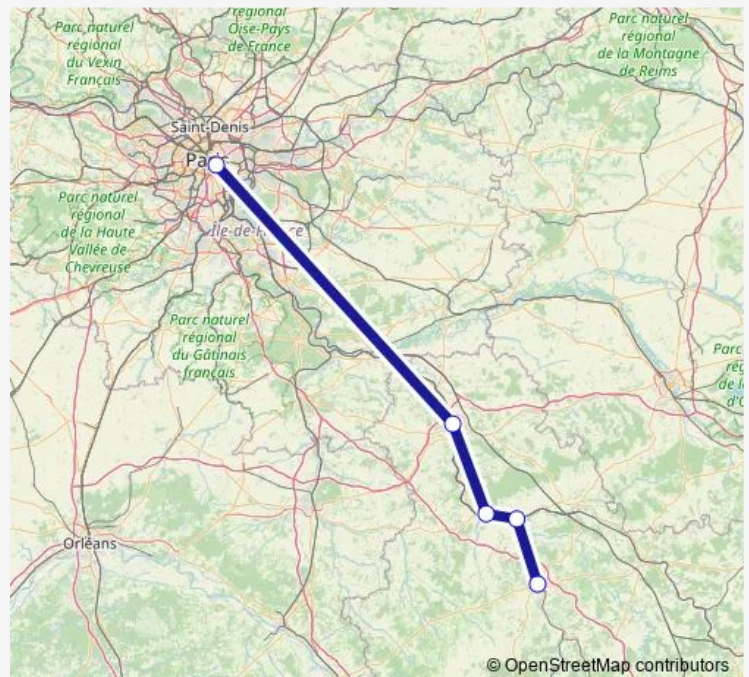 régional
Oise-Pays
de France
Parc naturel
régional
du Vexin
Français
Parc naturel
régional
de la Montagne
de Reims
Saint-Denis
Parc naturel
régional
de la Haute
Vallée de
Chevreuse
Parc naturel
régional
du Gâtinais
français
Parc
Orléans
© OpenStreetMap contributors